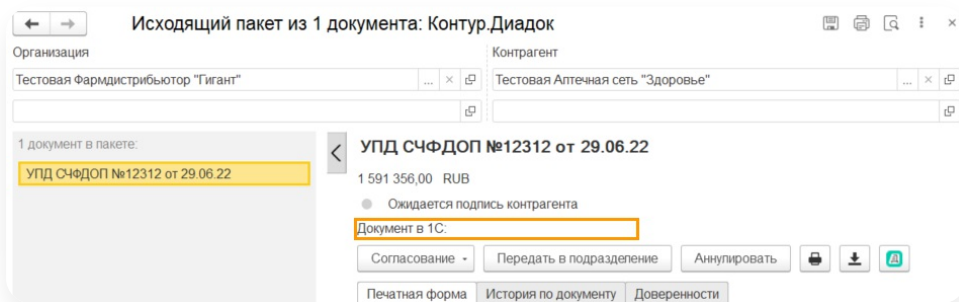 Исходящий пакет из 1 документа: Контур.Диадок
Организация
Контрагент
Тестовая Фармдистрибьютор "Гигант"
Тестовая Аптечная сеть "Здоровье"
1 документ в пакете:
УПД СЧФДОП №12312 от 29.06.22
УПД СЧФДОП №12312 от 29.06.22
1 591 356,00 RUB
Ожидается подпись контрагента
Документ в 1С:
Согласование
Передать в подразделение
Аннулировать
Печатная форма
История по документу
Доверенности